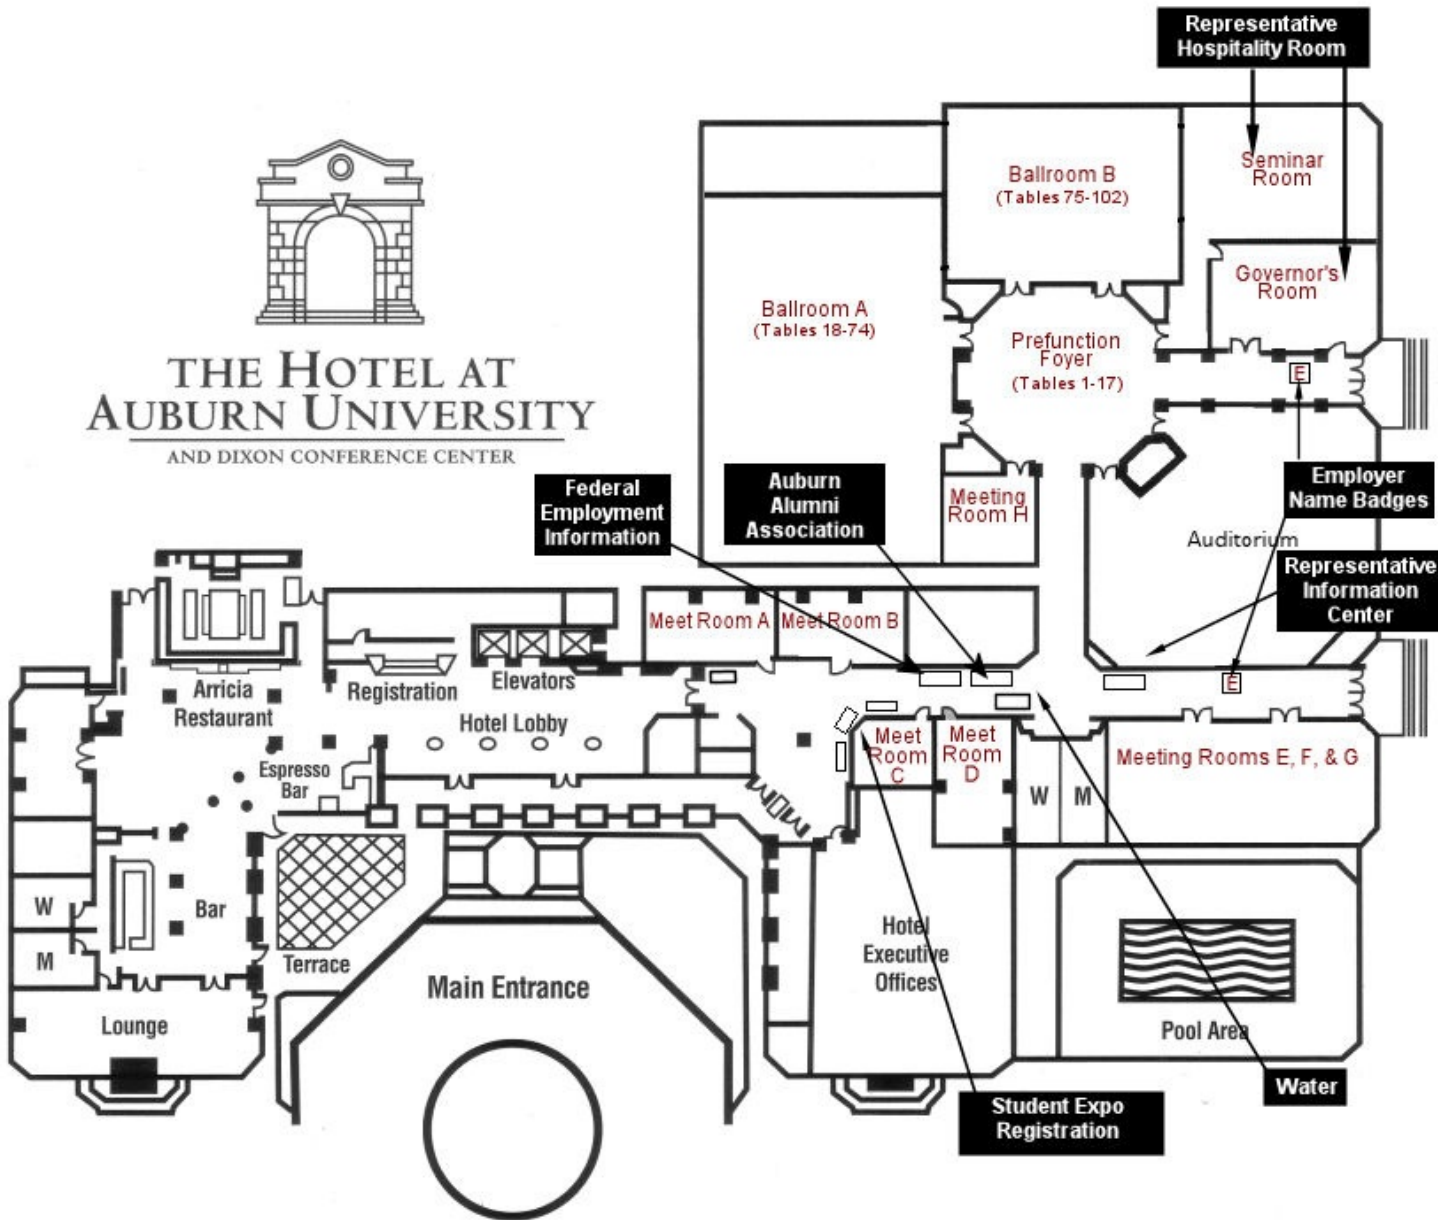 Representative
Hospitality Room
Seminar
Room
Ballroom B
(Tables 75-102)
Governor's
Room
Ballroom A
(Tables 18-74)
Prefunction
Foyer
(Tables 1-17)
E
THE HOTEL AT
AUBURN UNIVERSITY
AND DIXON CONFERENCE CENTER
Federal
Employment
Information
Auburn
Alumni
Association
Meeting
Room H
Employer
Name Badges
Auditorium
Representative
Information
Center
Meet Room A
Meet Room B
Arricia
Restaurant
Registration
Elevators
Hotel Lobby
E
Espresso
Bar
Meet
Room
C
Meet
Room
D
W
M
Meeting Rooms E, F, & G
W
M
Bar
Terrace
Lounge
Main Entrance
Hotel
Executive
Offices
Pool Area
Water
Student Expo
Registration